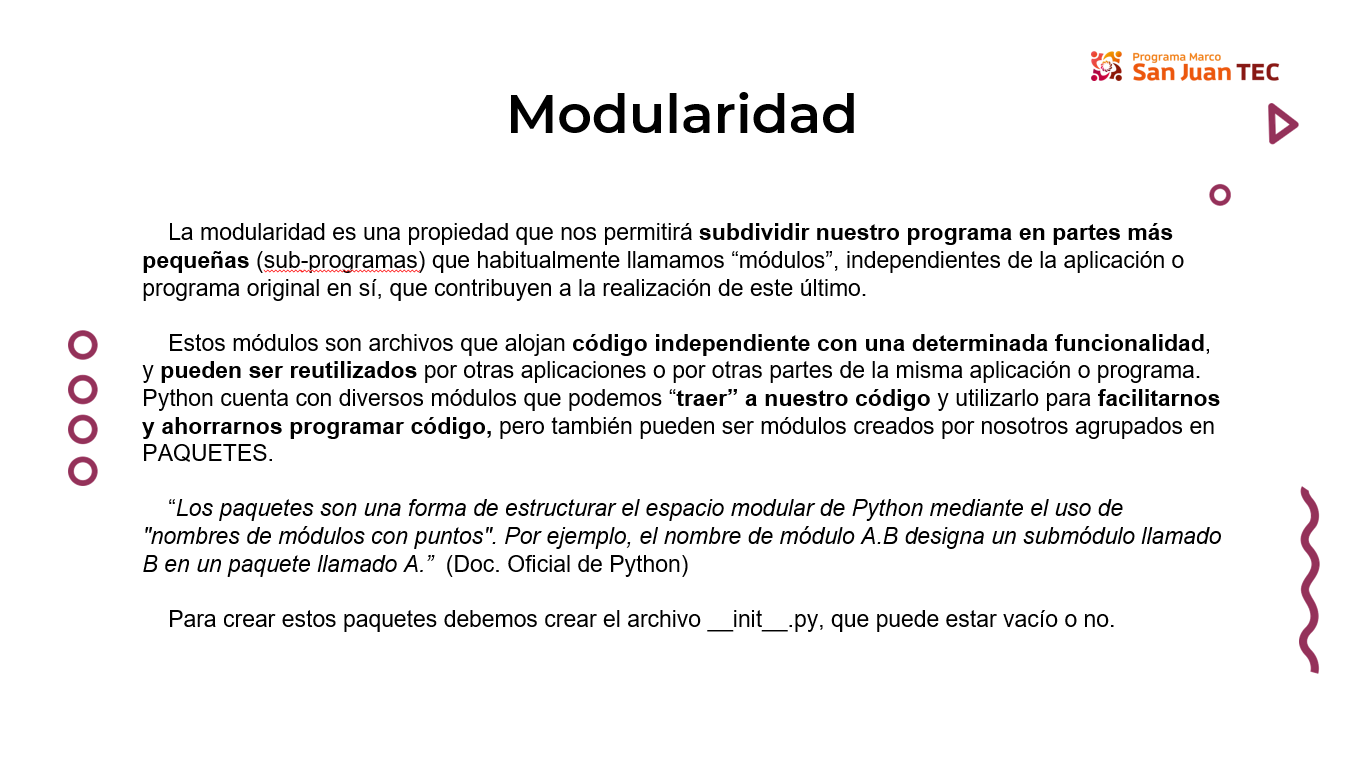 Programa Marco
San Juan TEC
Modularidad
La modularidad es una propiedad que nos permitirá subdividir nuestro programa en partes más
pequeñas (sub-programas) que habitualmente llamamos “módulos”, independientes de la aplicación o
programa original en sí, que contribuyen a la realización de este último.
Estos módulos son archivos que alojan código independiente con una determinada funcionalidad,
y pueden ser reutilizados por otras aplicaciones o por otras partes de la misma aplicación o programa.
Python cuenta con diversos módulos que podemos “traer” a nuestro código y utilizarlo para facilitarnos
y ahorrarnos programar código, pero también pueden ser módulos creados por nosotros agrupados en
PAQUETES.
“Los paquetes son una forma de estructurar el espacio modular de Python mediante el uso de
"nombres de módulos con puntos". Por ejemplo, el nombre de módulo A.B designa un submódulo llamado
B en un paquete llamado A.” (Doc. Oficial de Python)
Para crear estos paquetes debemos crear el archivo __init__.py, que puede estar vacío o no.